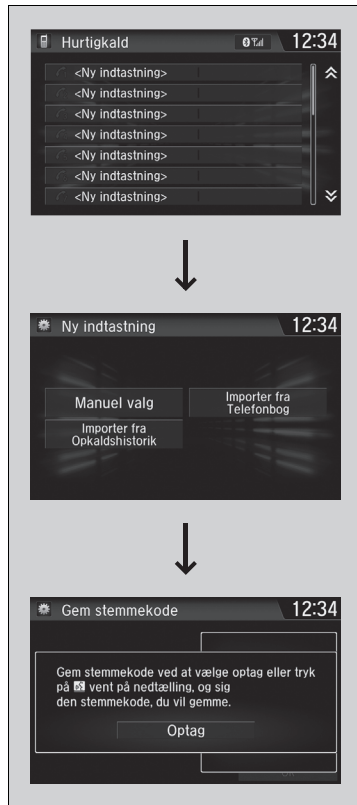 Hurtigkald 12:34
<Ny indtastning>
<Ny indtastning>
<Ny indtastning>
<Ny indtastning>
<Ny indtastning>
<Ny indtastning>
<Ny indtastning>
Ny indtastning 12:34
Manuel valg
Importer fra
Telefonbog
Importer fra
Opkaldshistorik
Gem stemmekode 12:34
Gem stemmekode ved at vælge optag eller tryk
på vent på nedtælling, og sig
den stemmekode, du vil gemme.
Optag